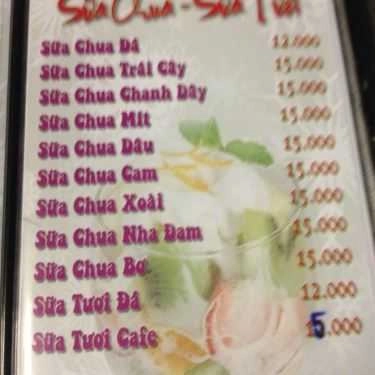 Sữa Chua - Sữa Tươi
Sữa Chua Đá 12.000
Sữa Chua Trái Cây 15.000
Sữa Chua Chanh Dây 15.000
Sữa Chua Mít 15.000
Sữa Chua Dâu 15.000
Sữa Chua Cam 15.000
Sữa Chua Xoài 15.000
Sữa Chua Nha Đam 15.000
Sữa Chua Bơ 15.000
Sữa Tươi Đá 12.000
Sữa Tươi Cafe 15.000